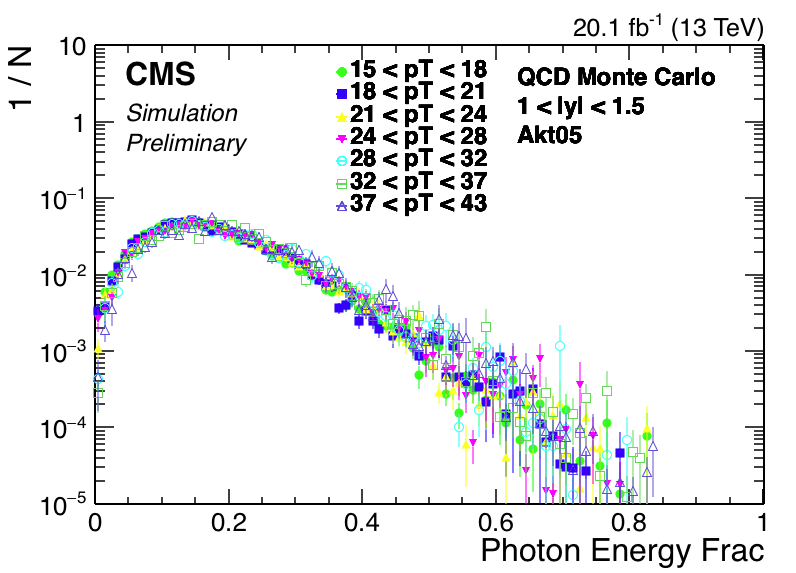 20.1 fb⁻¹ (13 TeV)
1 / N
CMS
Simulation
Preliminary
15 < pT < 18
18 < pT < 21
21 < pT < 24
24 < pT < 28
28 < pT < 32
32 < pT < 37
37 < pT < 43
QCD Monte Carlo
1 < |y| < 1.5
Akt05
10
1
10⁻¹
10⁻²
10⁻³
10⁻⁴
10⁻⁵
0 0.2 0.4 0.6 0.8 1
Photon Energy Frac